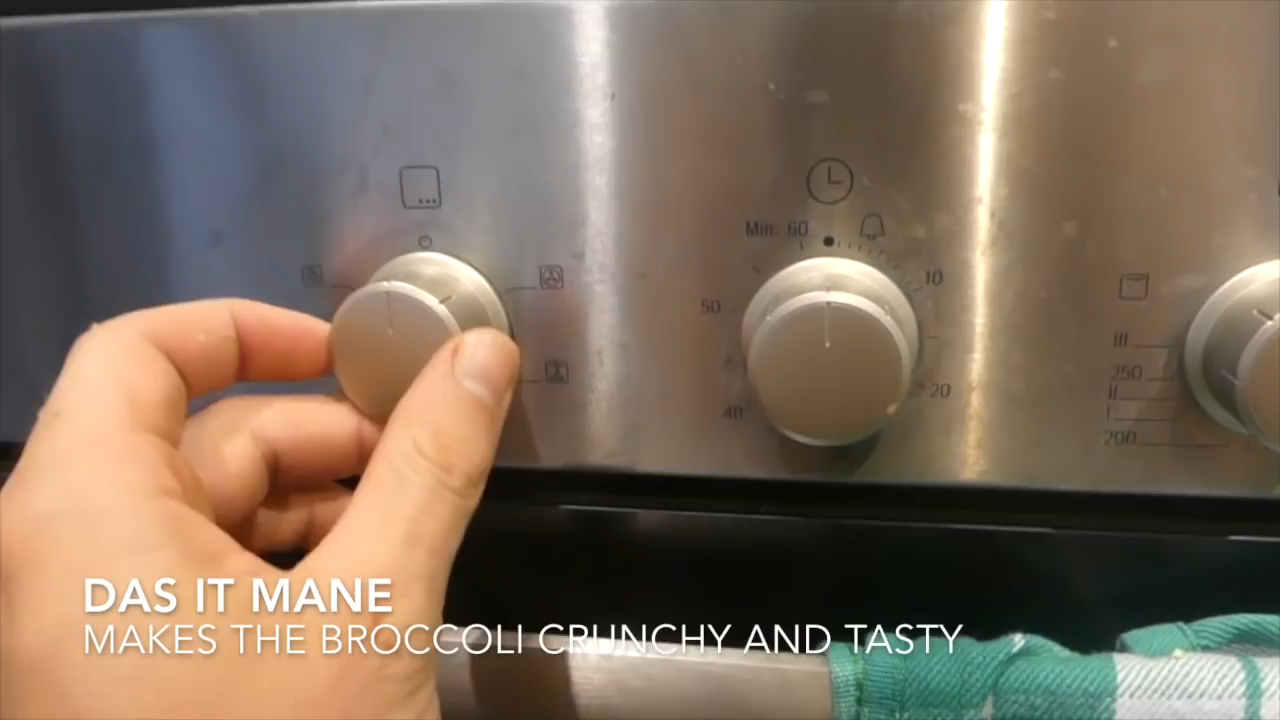 Min. 60
10
50
20
40
III
250
II
I
200
DAS IT MANE
MAKES THE BROCCOLI CRUNCHY AND TASTY